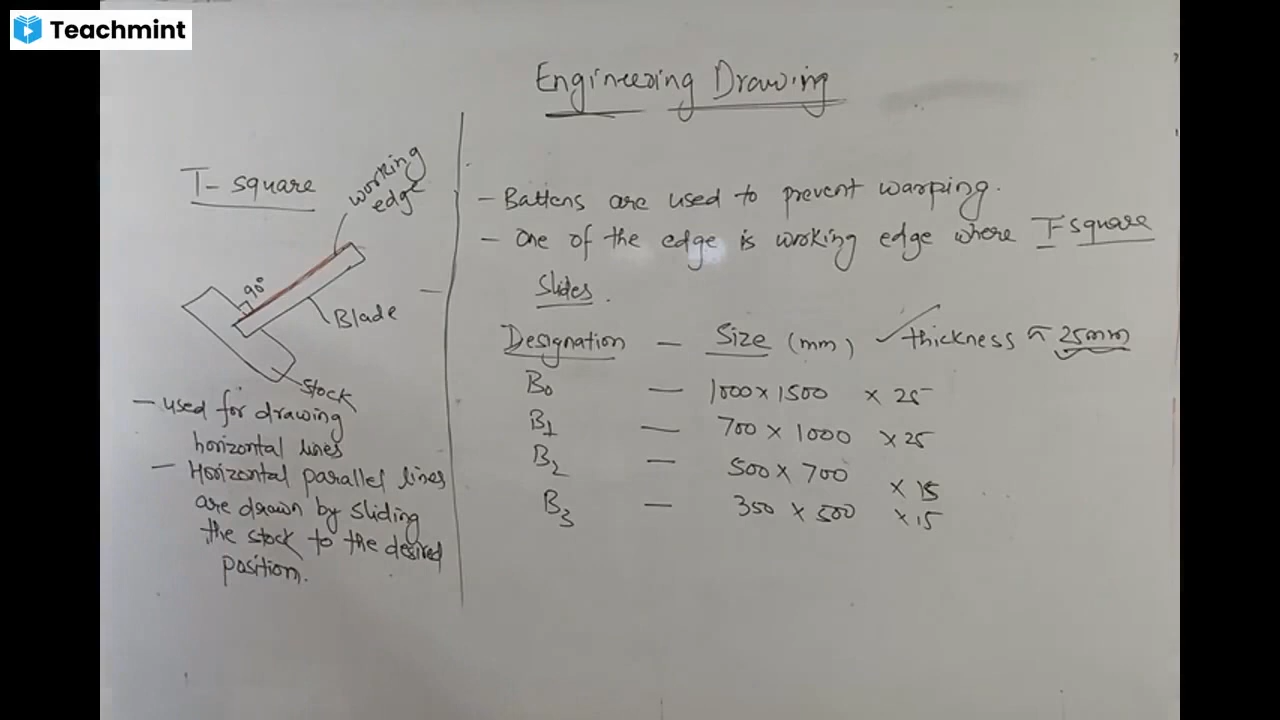 Teachmint
Engineering Drawing
T-square
working
edge
90°
Blade
stock
- used for drawing
horizontal lines
- Horizontal parallel lines
are drawn by sliding
the stock to the desired
position.
- Battens are used to prevent warping.
- One of the edge is working edge where T-square
slides.
Designation - Size (mm) ✓thickness ≈ 25mm
B₀ - 1000 x 1500 x 25
B₁ - 700 x 1000 x 25
B₂ - 500 x 700 x 15
B₃ - 350 x 500 x 15